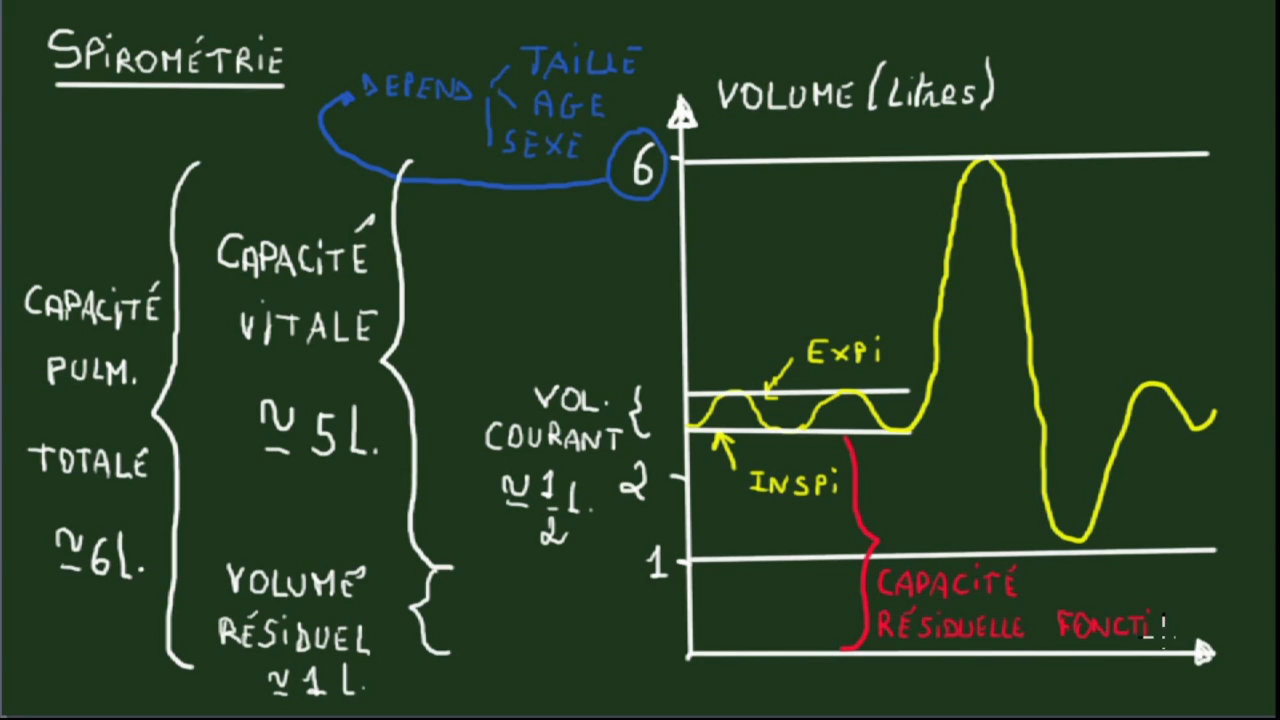 SPIROMÉTRIE
DEPEND
TAILLE
AGE
SEXE
VOLUME (Litres)
6
CAPACITÉ
PULM.
TOTALE
≃ 6 L.
CAPACITÉ
VITALE
≃ 5 L.
VOLUME
RÉSIDUEL
≃ 1 L.
VOL.
COURANT
≃ 1/2 L.
EXPi
INSPi
2
1
CAPACITÉ
RÉSIDUELLE FONCTi